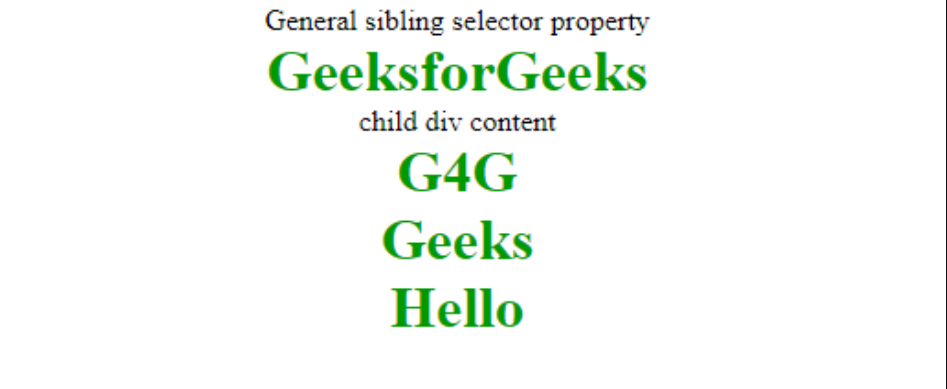 General sibling selector property
GeeksforGeeks
child div content
G4G
Geeks
Hello